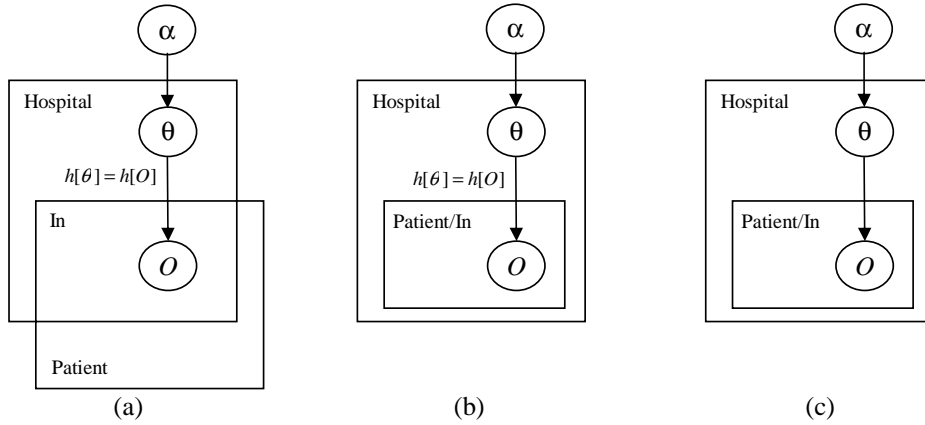 α α α
Hospital Hospital Hospital
θ θ θ
h[θ] = h[O] h[θ] = h[O]
In Patient/In Patient/In
O O O
Patient
(a) (b) (c)